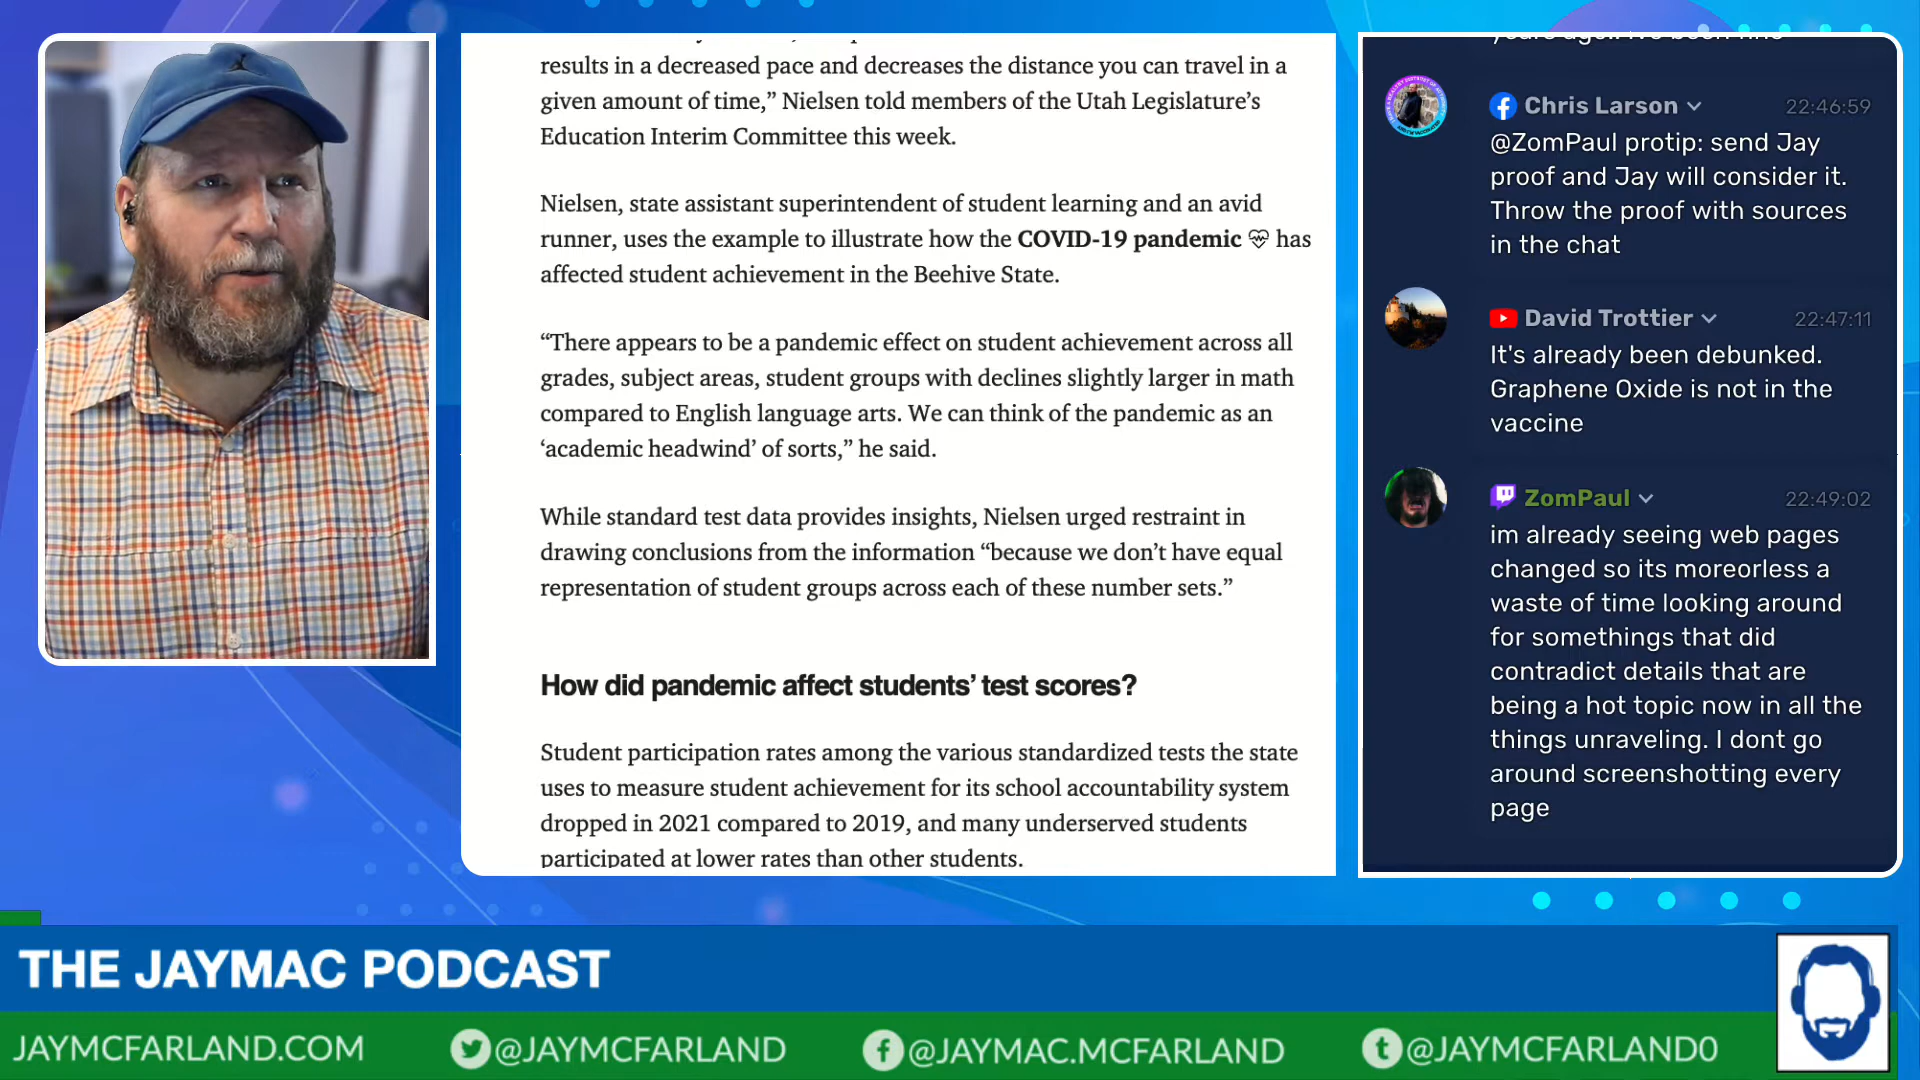 results in a decreased pace and decreases the distance you can travel in a
given amount of time,” Nielsen told members of the Utah Legislature’s
Education Interim Committee this week.
Nielsen, state assistant superintendent of student learning and an avid
runner, uses the example to illustrate how the COVID-19 pandemic has
affected student achievement in the Beehive State.
“There appears to be a pandemic effect on student achievement across all
grades, subject areas, student groups with declines slightly larger in math
compared to English language arts. We can think of the pandemic as an
‘academic headwind’ of sorts,” he said.
While standard test data provides insights, Nielsen urged restraint in
drawing conclusions from the information “because we don’t have equal
representation of student groups across each of these number sets.”
How did pandemic affect students’ test scores?
Student participation rates among the various standardized tests the state
uses to measure student achievement for its school accountability system
dropped in 2021 compared to 2019, and many underserved students
participated at lower rates than other students.
Chris Larson 22:46:59
@ZomPaul protip: send Jay
proof and Jay will consider it.
Throw the proof with sources
in the chat
David Trottier 22:47:11
It's already been debunked.
Graphene Oxide is not in the
vaccine
ZomPaul 22:49:02
im already seeing web pages
changed so its moreorless a
waste of time looking around
for somethings that did
contradict details that are
being a hot topic now in all the
things unraveling. I dont go
around screenshotting every
page
THE JAYMAC PODCAST
JAYMCFARLAND.COM @JAYMCFARLAND @JAYMAC.MCFARLAND @JAYMCFARLAND0